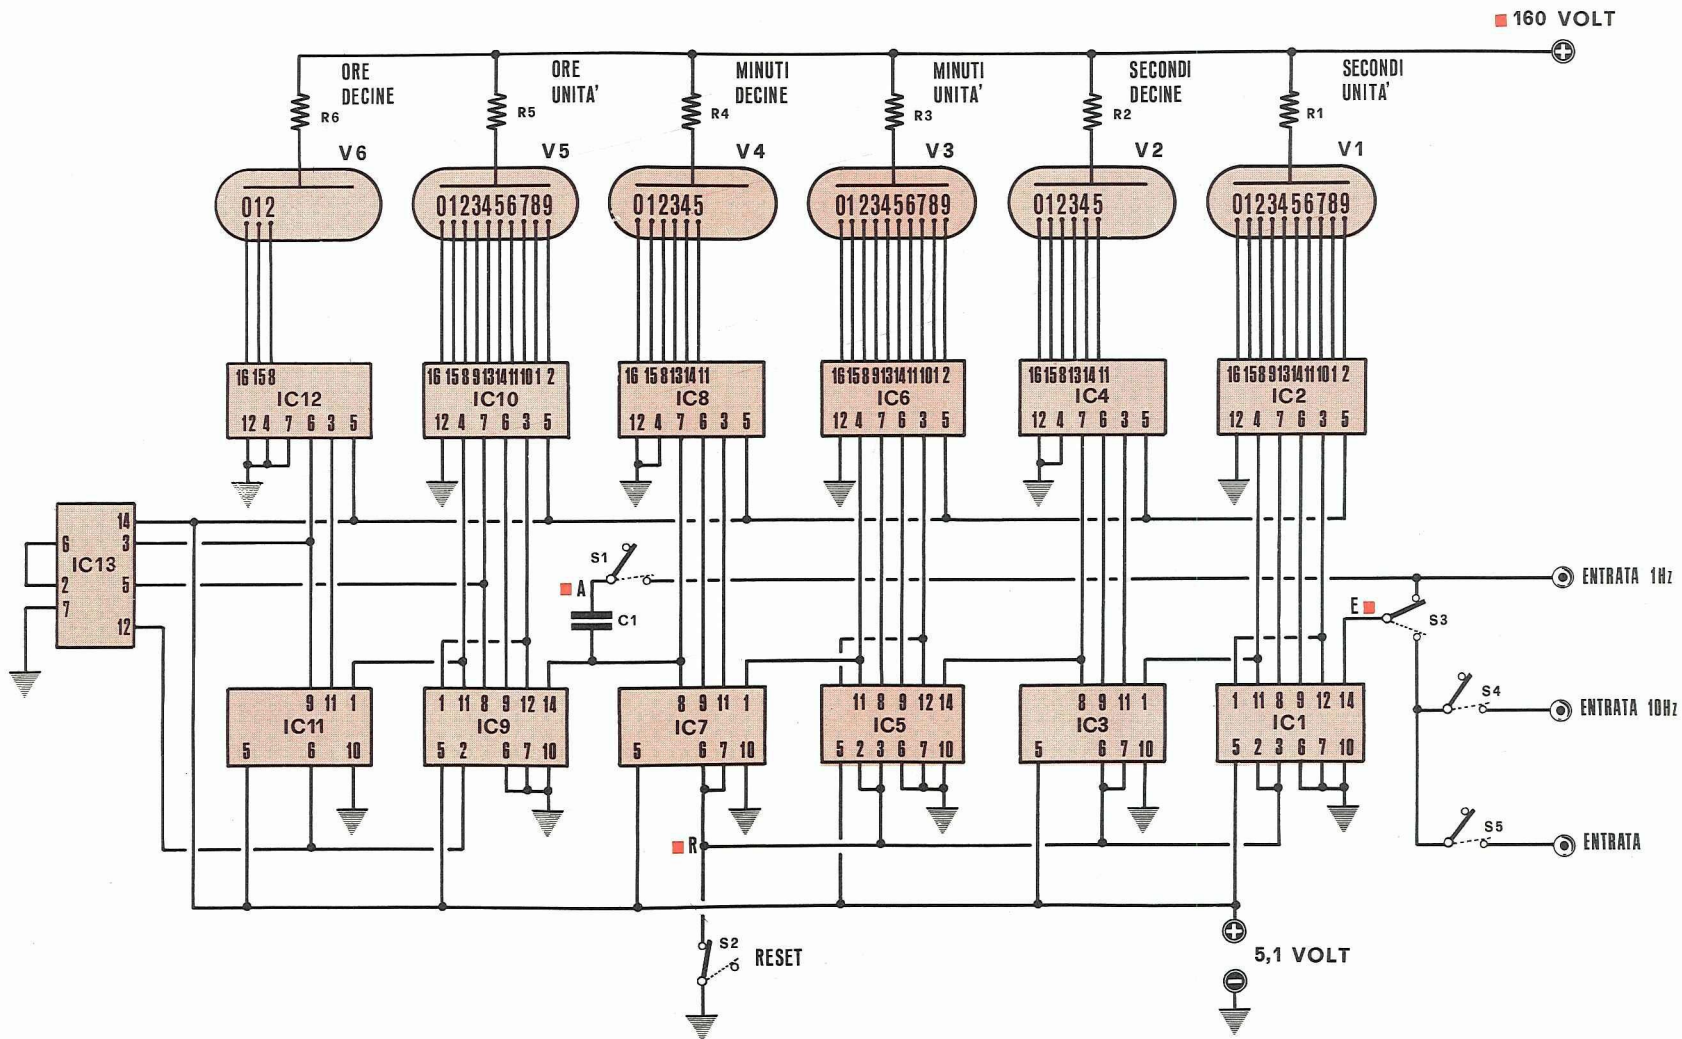 160 VOLT
ORE DECINE
ORE UNITA'
MINUTI DECINE
MINUTI UNITA'
SECONDI DECINE
SECONDI UNITA'
R6
R5
R4
R3
R2
R1
V6
V5
V4
V3
V2
V1
012
0123456789
012345
0123456789
012345
0123456789
16 15 8
IC12
12 4 7 6 3 5
16 15 8 9 13 14 11 10 1 2
IC10
12 4 7 6 3 5
16 15 8 13 14 11
IC8
12 4 7 6 3 5
16 15 8 9 13 14 11 10 1 2
IC6
12 4 7 6 3 5
16 15 8 13 14 11
IC4
12 4 7 6 3 5
16 15 8 9 13 14 11 10 1 2
IC2
12 4 7 6 3 5
14
6 3
IC13
2 5
7
12
S1
A
C1
ENTRATA 1Hz
E
S3
S4
ENTRATA 10Hz
S5
ENTRATA
9 11 1
IC11
5 6 10
1 11 8 9 12 14
IC9
5 2 6 7 10
8 9 11 1
IC7
5 6 7 10
11 8 9 12 14
IC5
5 2 3 6 7 10
8 9 11 1
IC3
5 6 7 10
1 11 8 9 12 14
IC1
5 2 3 6 7 10
R
S2
RESET
5,1 VOLT